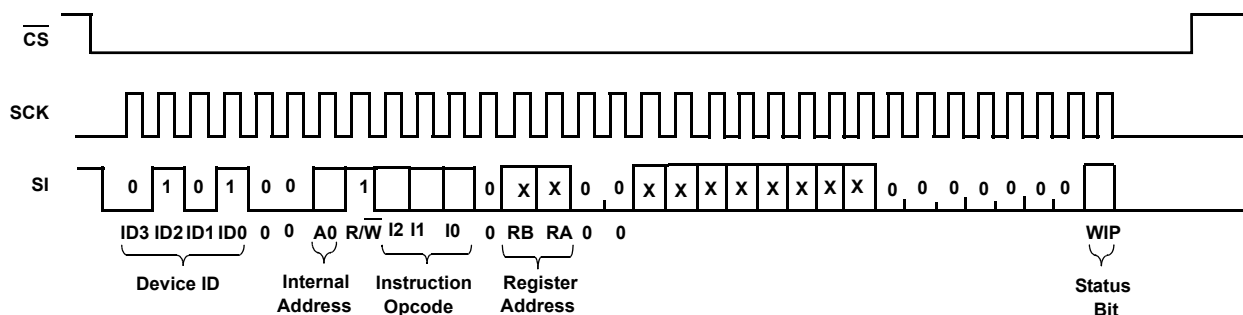 CS
SCK
SI
0 1 0 1 0 0 1 0 X X 0 0 X X X X X X X X 0 0 0 0 0 0 0
ID3 ID2 ID1 ID0 0 0 A0 R/W I2 I1 I0 0 RB RA 0 0 WIP
Device ID
Internal
Address
Instruction
Opcode
Register
Address
Status
Bit